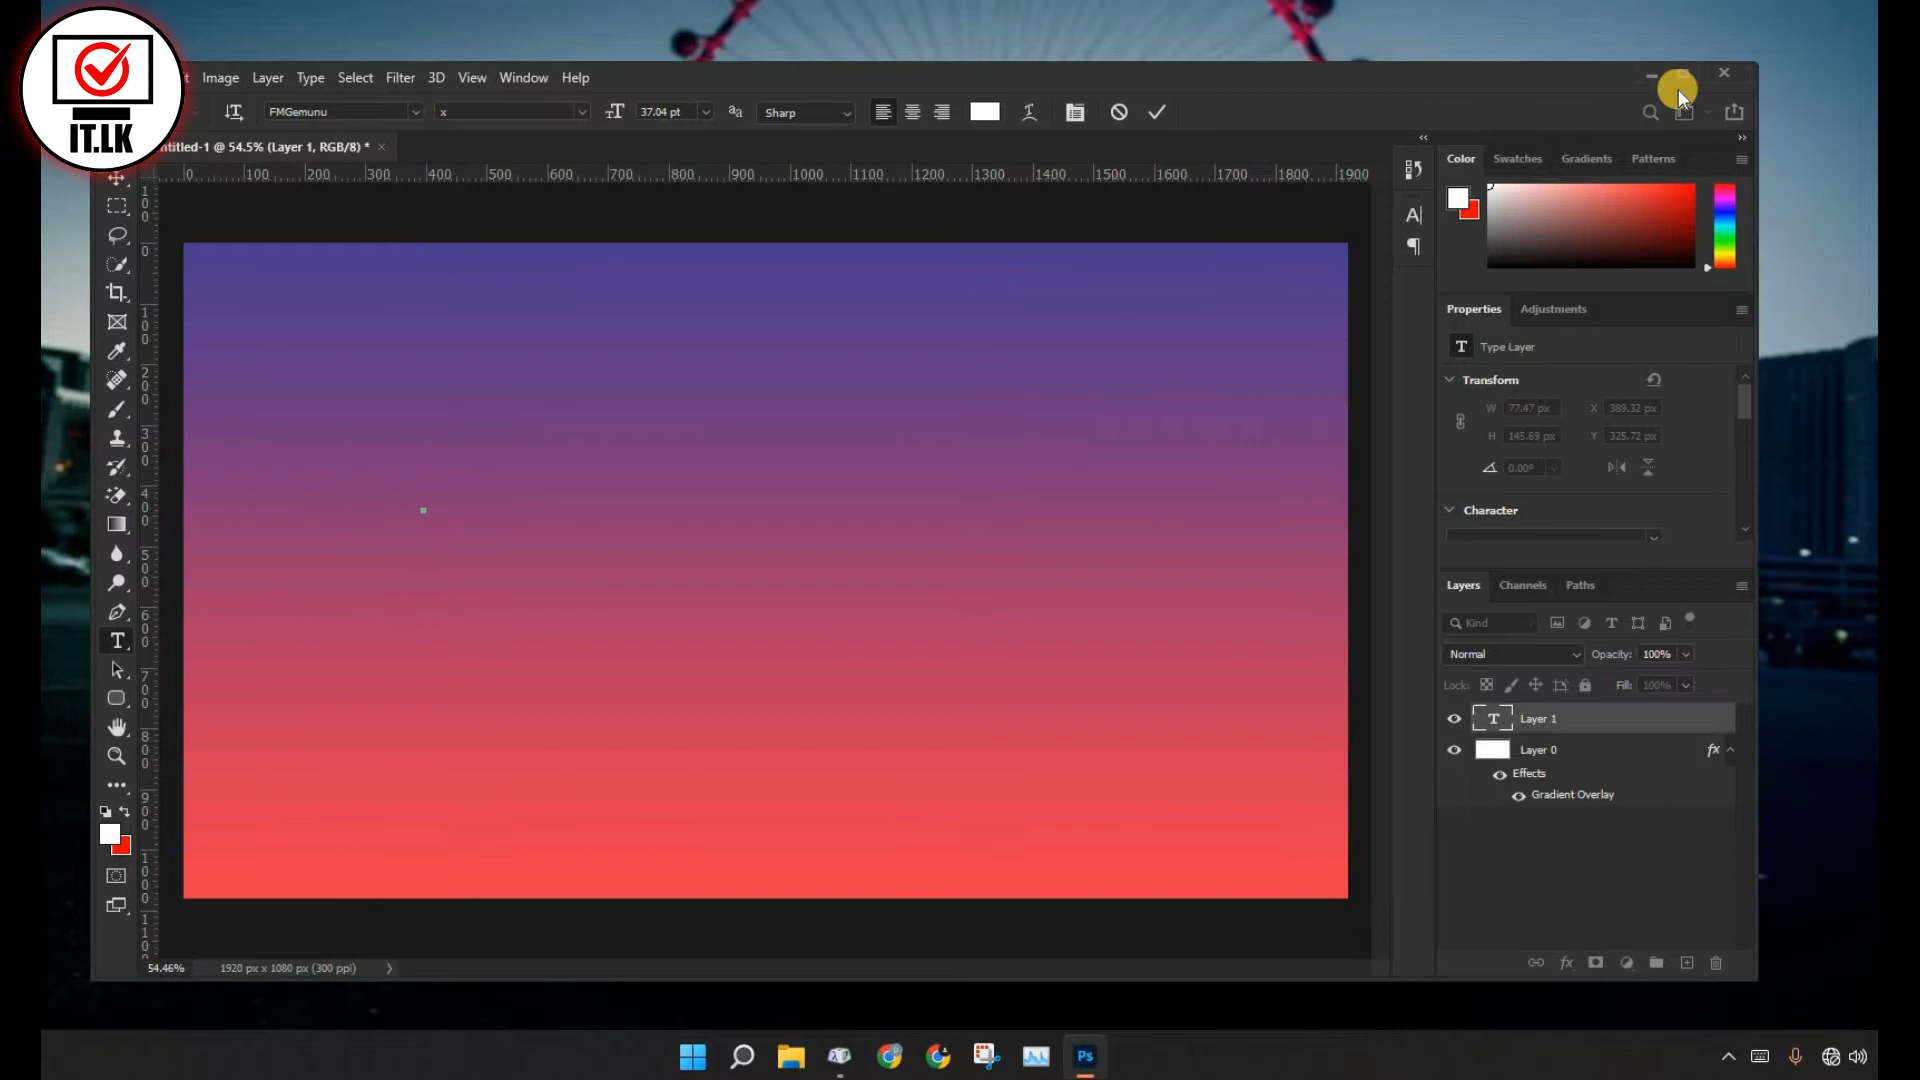 IT.LK
Image Layer Type Select Filter 3D View Window Help
FMGemunu x 37.04 pt Sharp
ntitled-1 @ 54.5% (Layer 1, RGB/8) *
0 100 200 300 400 500 600 700 800 900 1000 1100 1200 1300 1400 1500 1600 1700 1800 1900
Color Swatches Gradients Patterns
Properties Adjustments
T Type Layer
Transform
W 77.47 px X 389.32 px
H 145.69 px Y 325.72 px
0.00°
Character
Layers Channels Paths
Kind
Normal Opacity: 100%
Lock: Fill: 100%
T Layer 1
Layer 0 fx
Effects
Gradient Overlay
54.46% 1920 px x 1080 px (300 ppi)
Ps